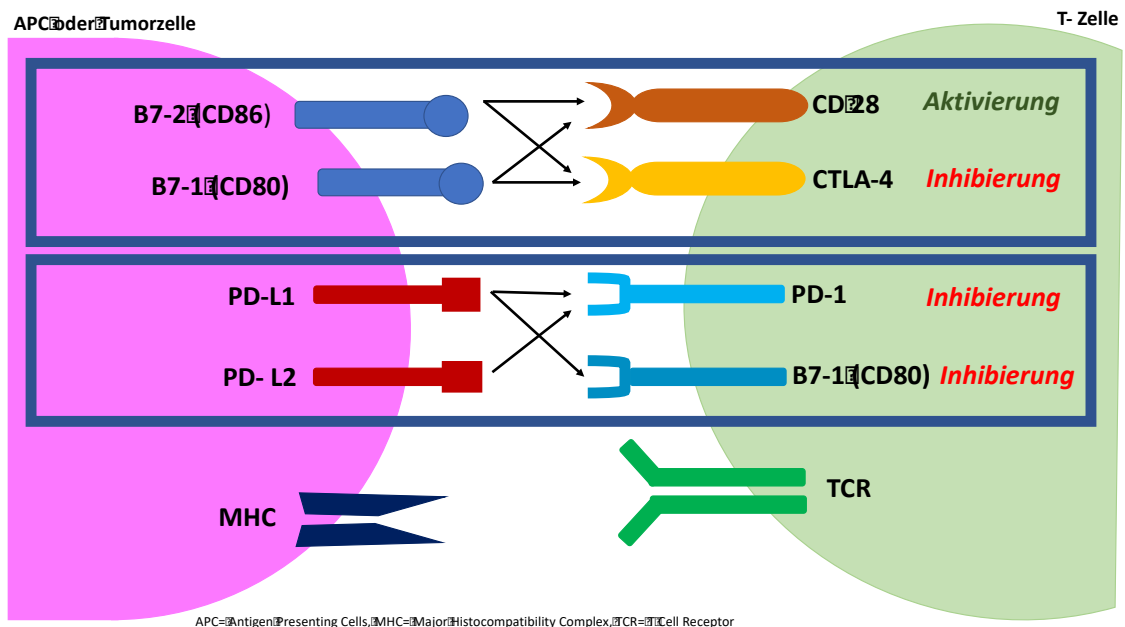 APC oder Tumorzelle
T- Zelle
B7-2 (CD86)
CD 28
Aktivierung
B7-1 (CD80)
CTLA-4
Inhibierung
PD-L1
PD-1
Inhibierung
PD- L2
B7-1 (CD80)
Inhibierung
MHC
TCR
APC= Antigen Presenting Cells, MHC= Major Histocompatibility Complex, TCR= T Cell Receptor